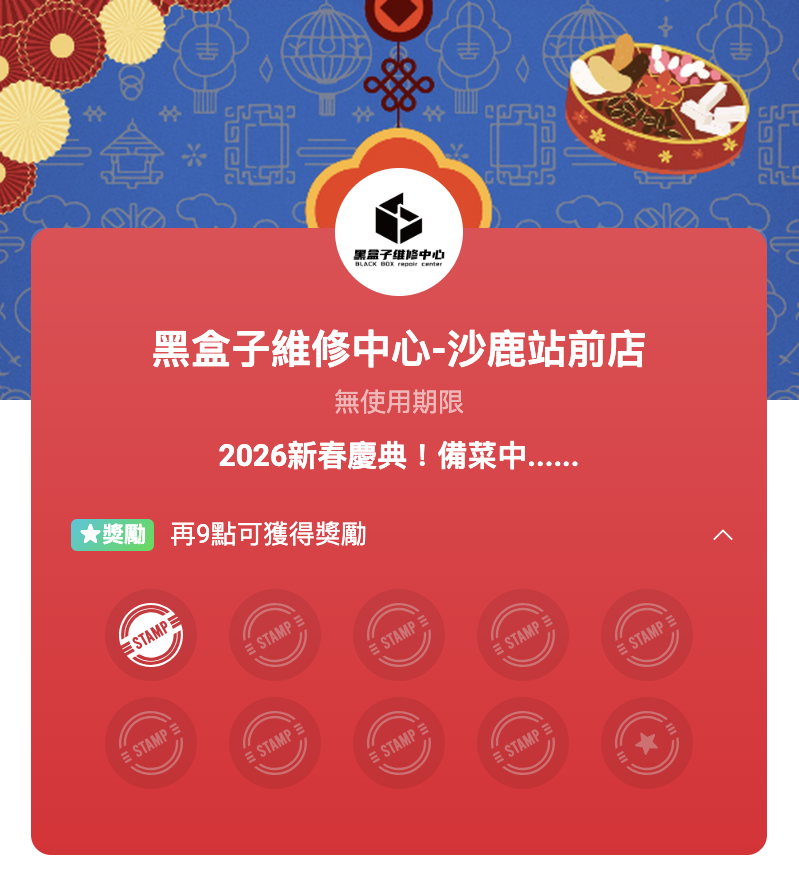 黑盒子維修中心
BLACK BOX repair center
黑盒子維修中心-沙鹿站前店
無使用期限
2026新春慶典！備菜中......
★獎勵 再9點可獲得獎勵
STAMP STAMP STAMP STAMP STAMP
STAMP STAMP STAMP STAMP